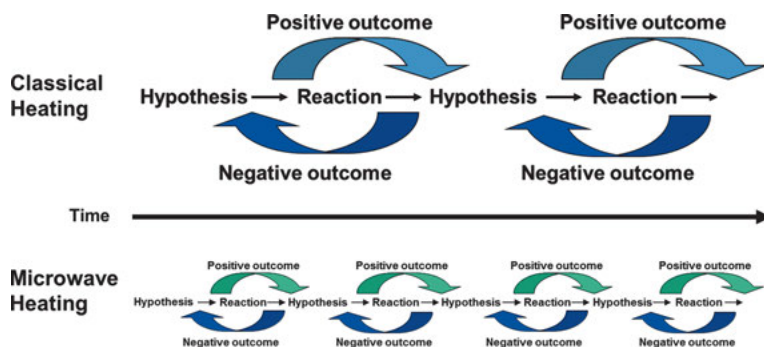 Positive outcome Positive outcome
Classical
Heating
Hypothesis Reaction Hypothesis Reaction
Negative outcome Negative outcome
Time
Microwave
Heating
Positive outcome Positive outcome Positive outcome Positive outcome
Hypothesis Reaction Hypothesis Reaction Hypothesis Reaction Hypothesis Reaction
Negative outcome Negative outcome Negative outcome Negative outcome